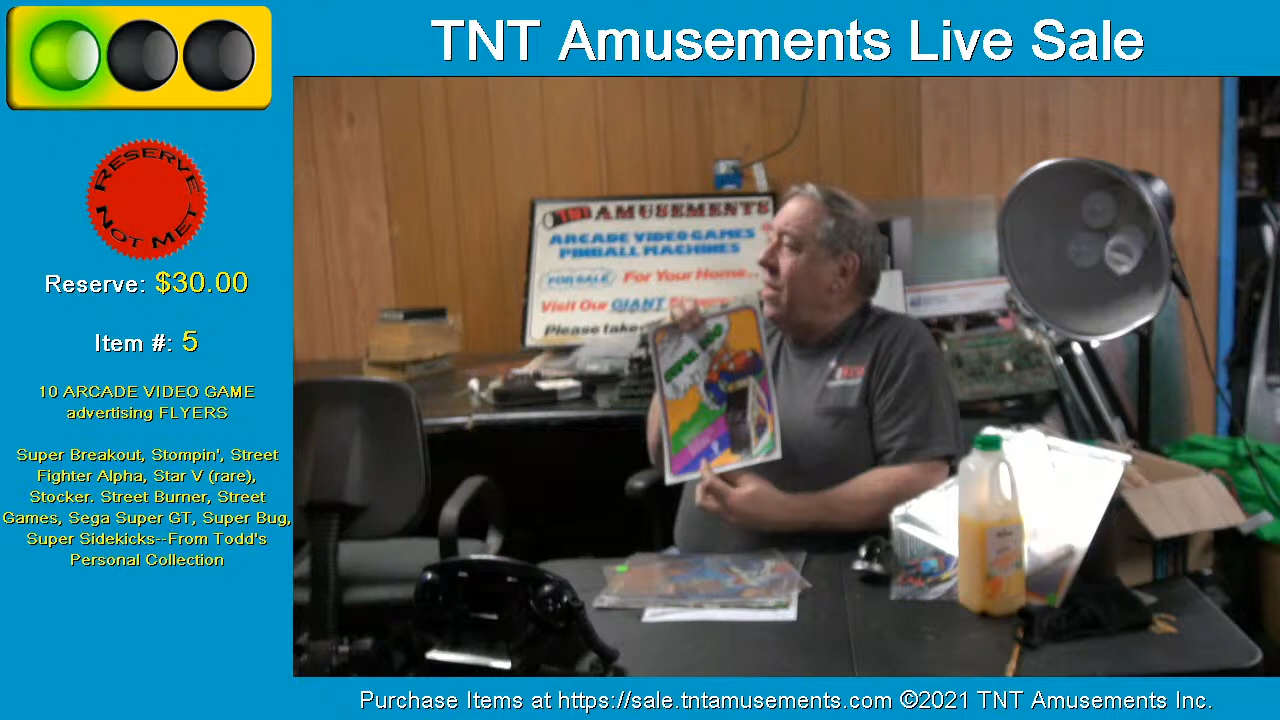 TNT Amusements Live Sale
RESERVE
NOT MET
Reserve: $30.00
Item #: 5
10 ARCADE VIDEO GAME
advertising FLYERS
Super Breakout, Stompin', Street
Fighter Alpha, Star V (rare),
Stocker. Street Burner, Street
Games, Sega Super GT, Super Bug,
Super Sidekicks--From Todd's
Personal Collection
TNT AMUSEMENTS
ARCADE VIDEO GAMES
PINBALL MACHINES
FOR SALE For Your Home..
Visit Our GIANT
Please take
SUPER BUG
Purchase Items at https://sale.tntamusements.com ©2021 TNT Amusements Inc.